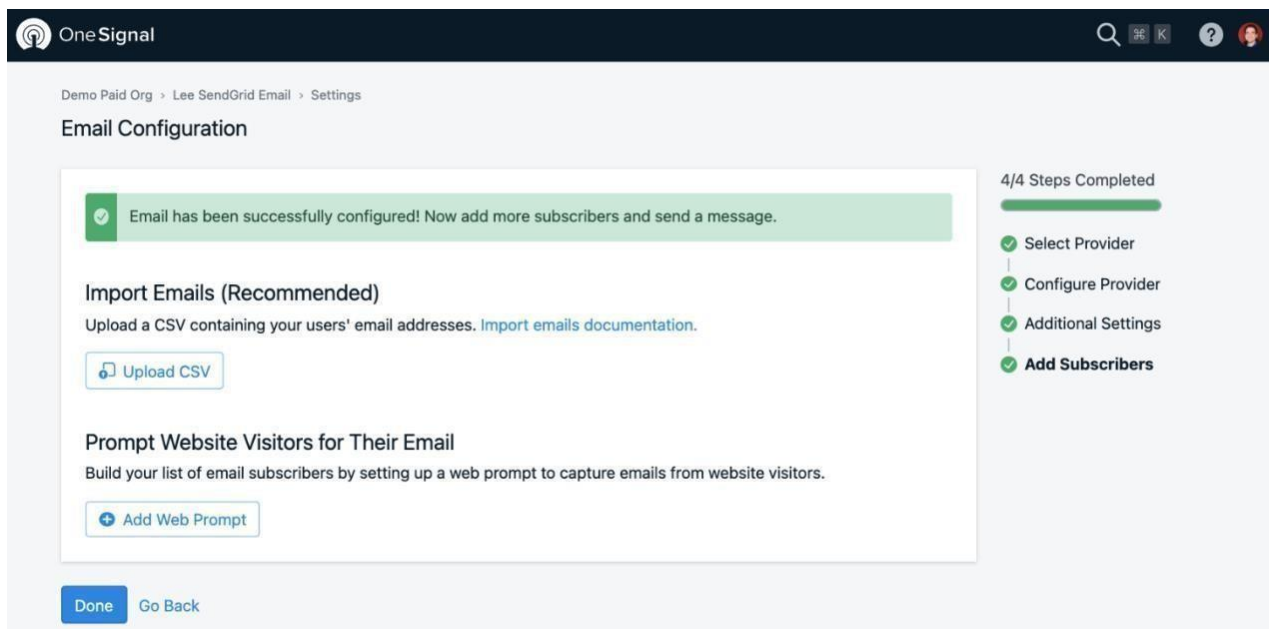 OneSignal
⌘ K
?
Demo Paid Org › Lee SendGrid Email › Settings
Email Configuration
Email has been successfully configured! Now add more subscribers and send a message.
Import Emails (Recommended)
Upload a CSV containing your users' email addresses. Import emails documentation.
Upload CSV
Prompt Website Visitors for Their Email
Build your list of email subscribers by setting up a web prompt to capture emails from website visitors.
Add Web Prompt
Done Go Back
4/4 Steps Completed
Select Provider
Configure Provider
Additional Settings
Add Subscribers